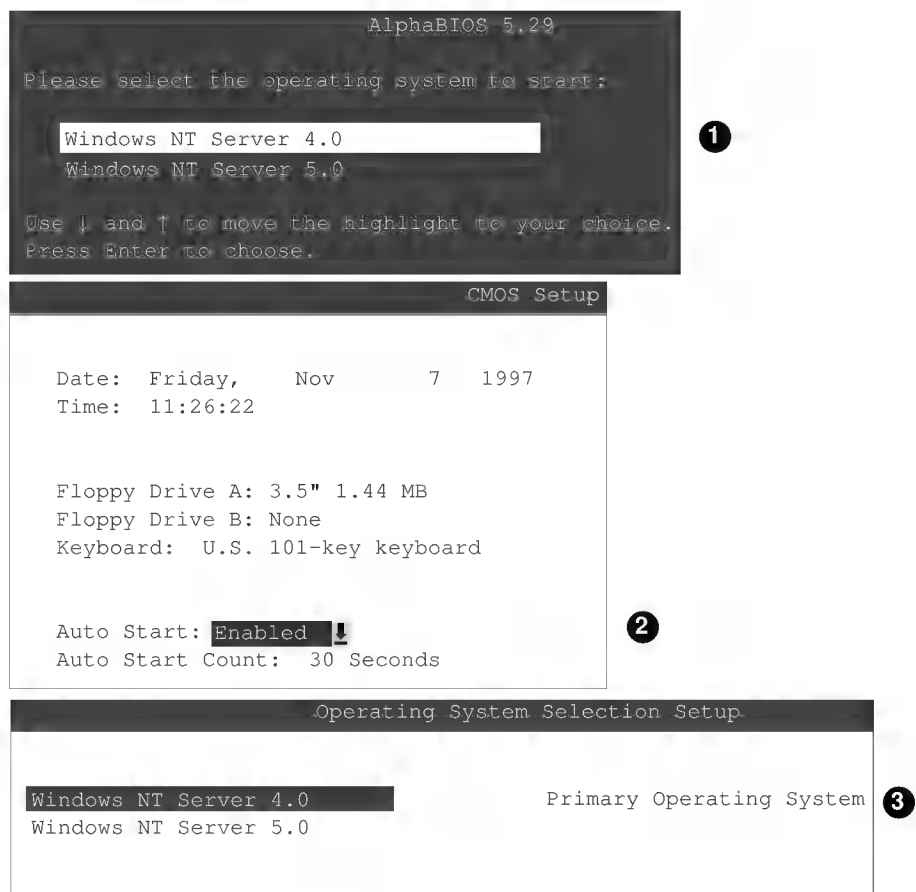 AlphaBIOS 5.29
Please select the operating system to start:
Windows NT Server 4.0
Windows NT Server 5.0
1
Use ↓ and ↑ to move the highlight to your choice.
Press Enter to choose.
CMOS Setup
Date: Friday, Nov 7 1997
Time: 11:26:22
Floppy Drive A: 3.5" 1.44 MB
Floppy Drive B: None
Keyboard: U.S. 101-key keyboard
Auto Start: Enabled
2
Auto Start Count: 30 Seconds
Operating System Selection Setup
Windows NT Server 4.0 Primary Operating System
3
Windows NT Server 5.0